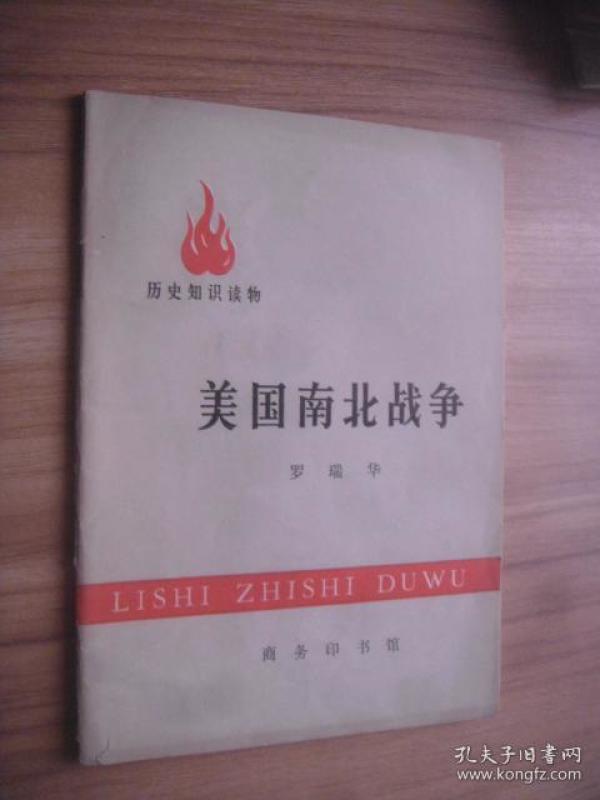 历史知识读物
美国南北战争
罗瑞华
LISHI ZHISHI DUWU
商务印书馆
孔夫子旧书网
www.kongfz.com